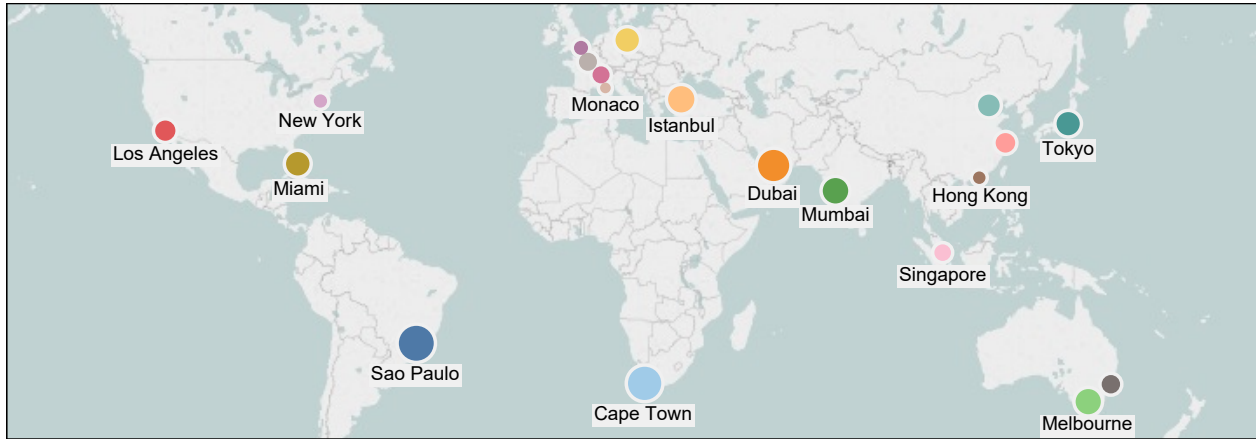 Monaco
New York
Istanbul
Los Angeles
Tokyo
Miami
Dubai
Hong Kong
Mumbai
Singapore
Sao Paulo
Cape Town
Melbourne